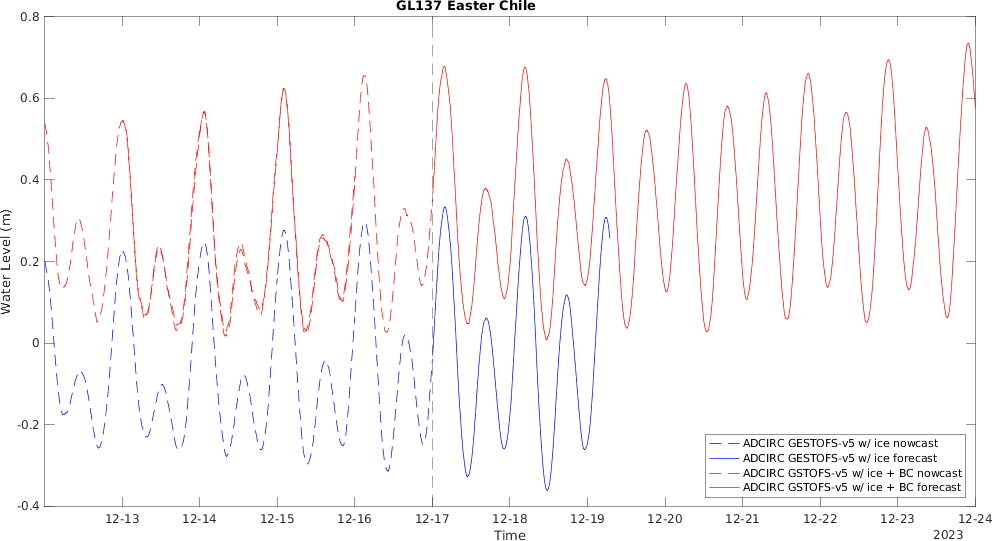 GL137 Easter Chile
0.8
0.6
0.4
0.2
0
-0.2
-0.4
Water Level (m)
12-13 12-14 12-15 12-16 12-17 12-18 12-19 12-20 12-21 12-22 12-23 12-24
Time
2023
ADCIRC GESTOFS-v5 w/ ice nowcast
ADCIRC GESTOFS-v5 w/ ice forecast
ADCIRC GSTOFS-v5 w/ ice + BC nowcast
ADCIRC GSTOFS-v5 w/ ice + BC forecast